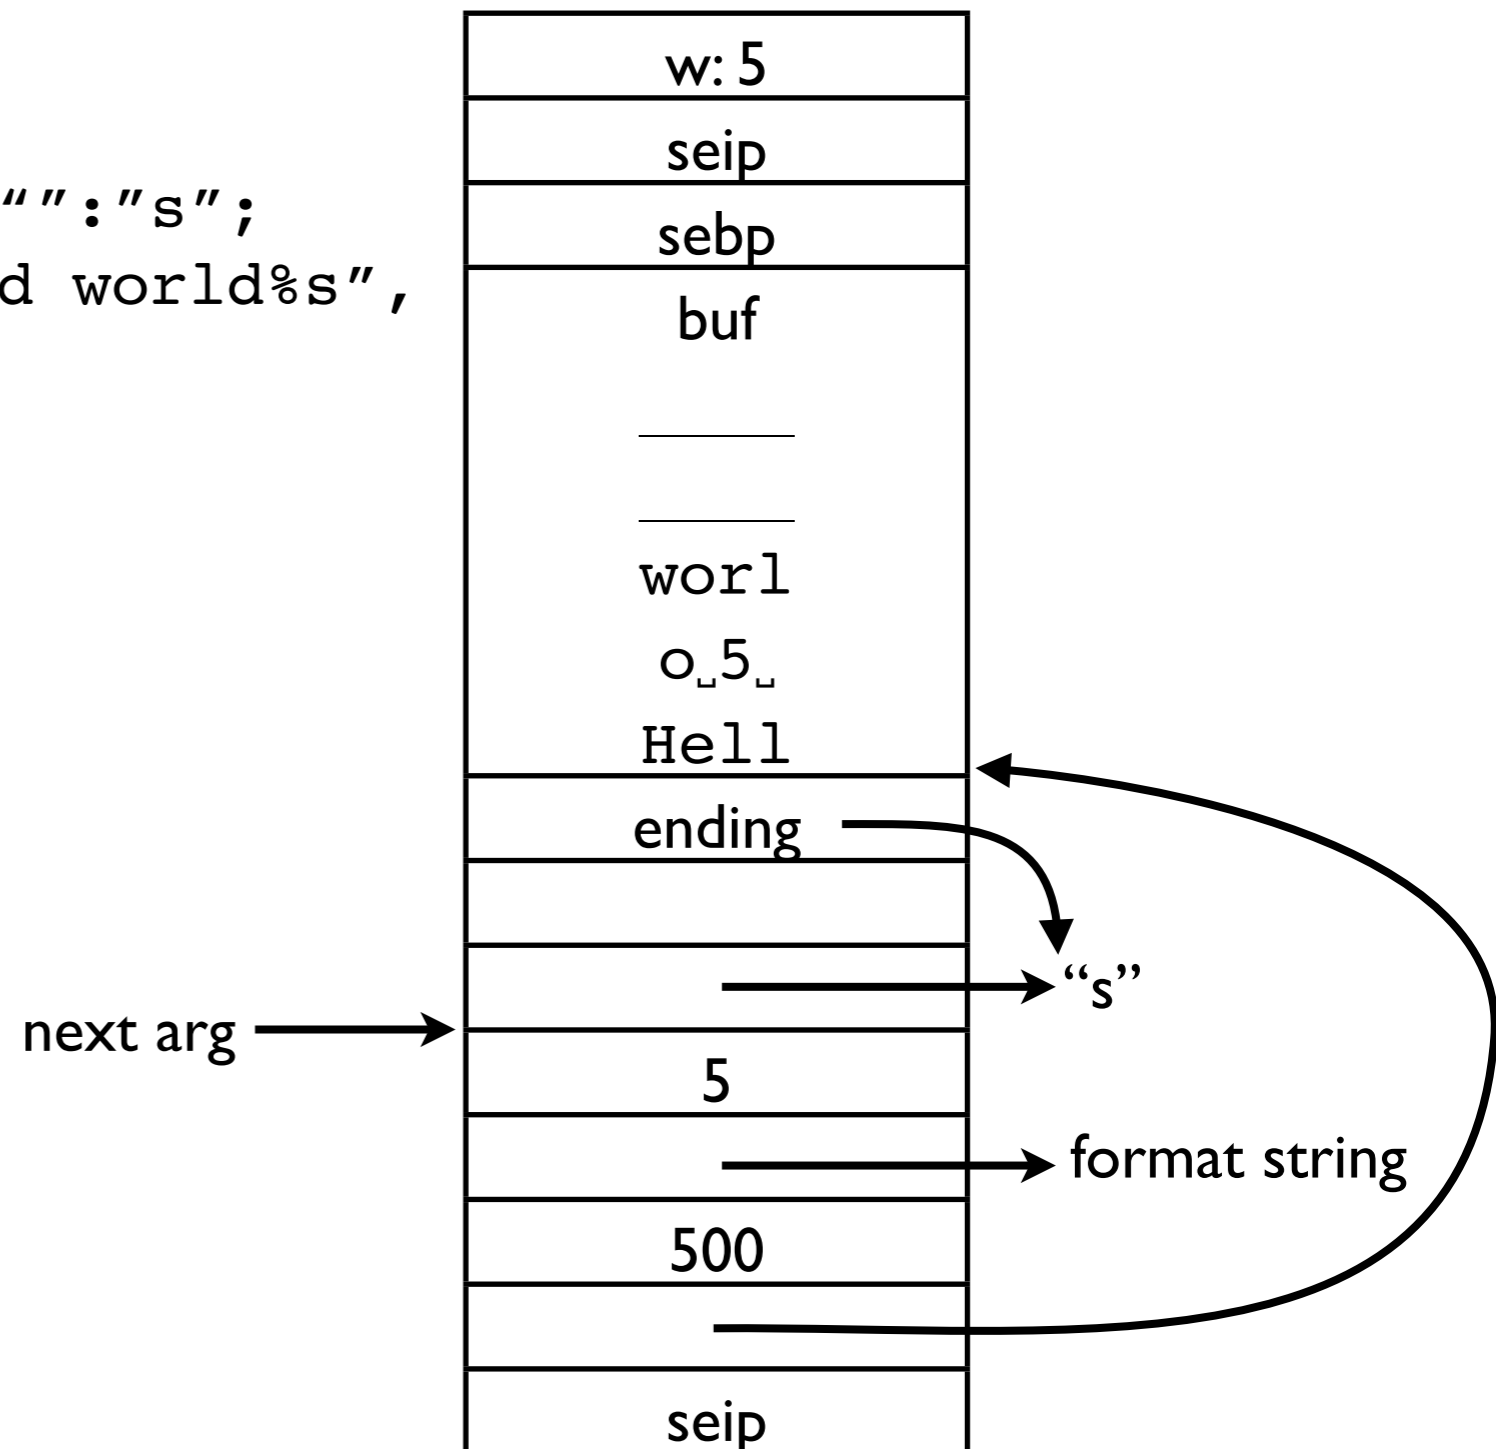 w: 5
seip
“”:”s”;
sebp
d world%s”,
buf
worl
o␣5␣
Hell
ending
“s”
next arg
5
format string
500
seip